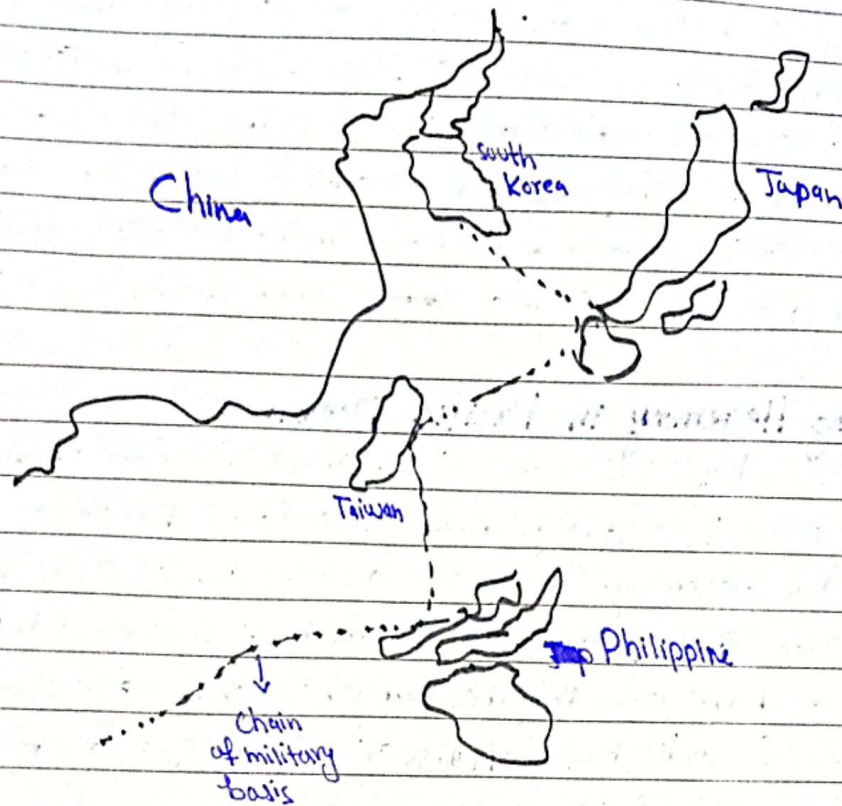 South
Korea
China
Japan
Taiwan
Philippine
Chain
of military
basis